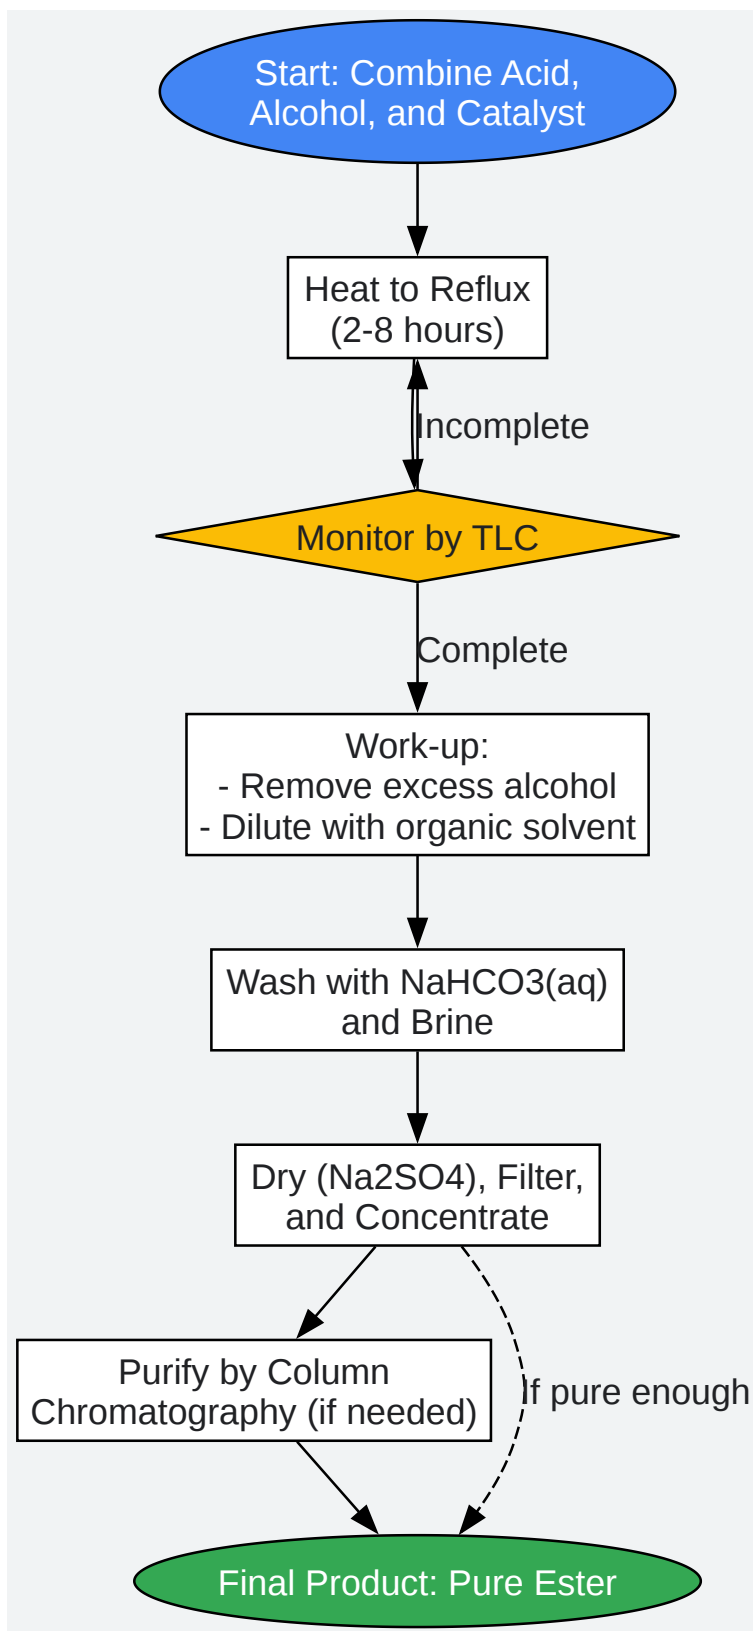 Start: Combine Acid,
Alcohol, and Catalyst
Heat to Reflux
(2-8 hours)
Incomplete
Monitor by TLC
Complete
Work-up:
- Remove excess alcohol
- Dilute with organic solvent
Wash with NaHCO3(aq)
and Brine
Dry (Na2SO4), Filter,
and Concentrate
Purify by Column
Chromatography (if needed)
If pure enough
Final Product: Pure Ester